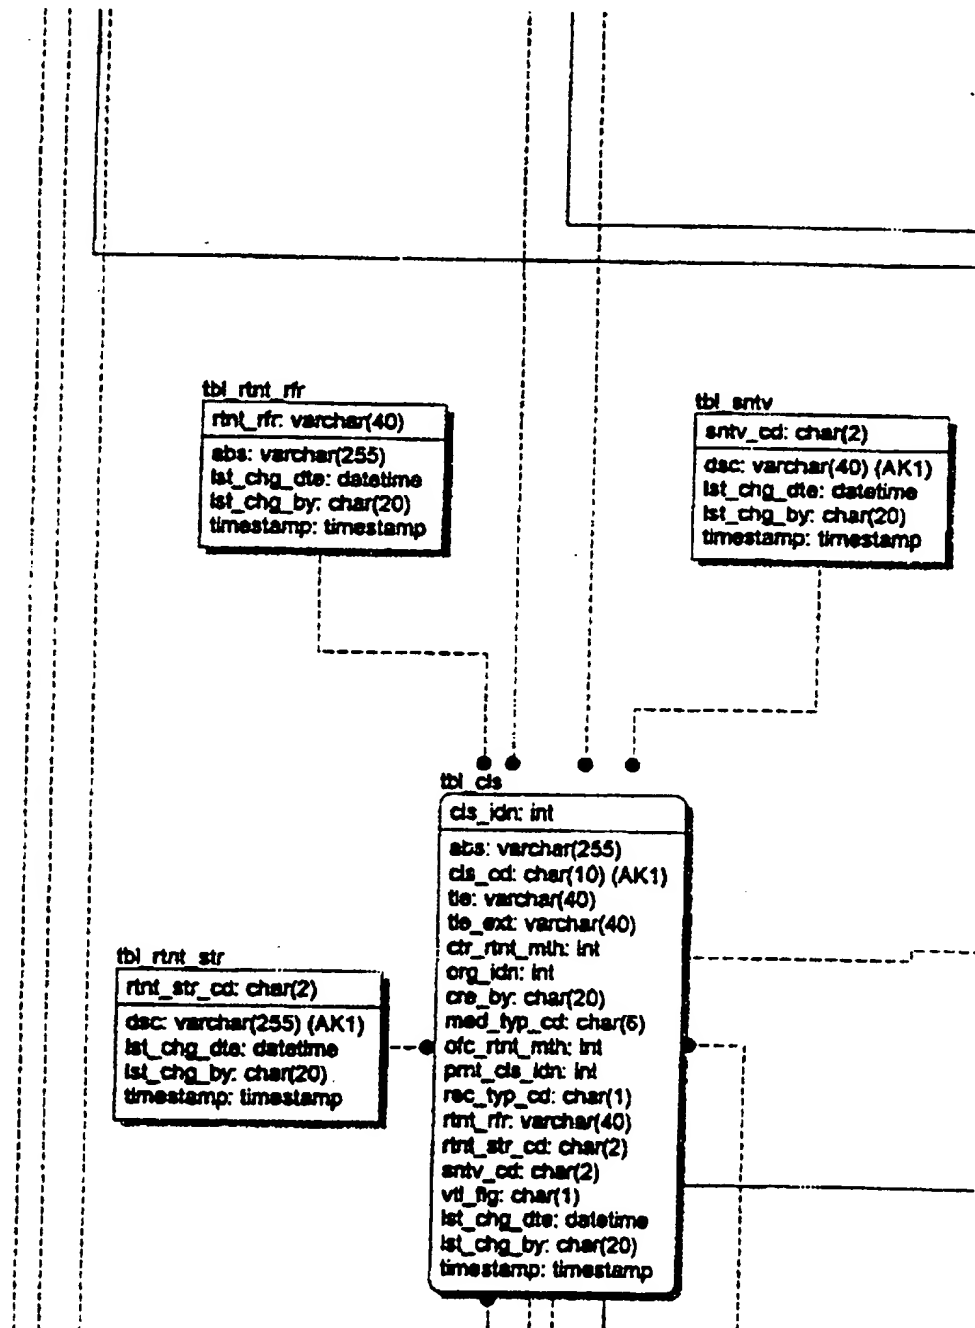 tbl_rtnt_rfr
rtnt_rfr: varchar(40)
abs: varchar(255)
lst_chg_dte: datetime
lst_chg_by: char(20)
timestamp: timestamp
tbl_sntv
sntv_cd: char(2)
dsc: varchar(40) (AK1)
lst_chg_dte: datetime
lst_chg_by: char(20)
timestamp: timestamp
tbl_cls
cls_idn: int
abs: varchar(255)
cls_cd: char(10) (AK1)
tle: varchar(40)
tle_ext: varchar(40)
ctr_rtnt_mth: int
org_idn: int
cre_by: char(20)
med_typ_cd: char(6)
ofc_rtnt_mth: int
prnt_cls_idn: int
rec_typ_cd: char(1)
rtnt_rfr: varchar(40)
rtnt_str_cd: char(2)
sntv_cd: char(2)
vtl_flg: char(1)
lst_chg_dte: datetime
lst_chg_by: char(20)
timestamp: timestamp
tbl_rtnt_str
rtnt_str_cd: char(2)
dsc: varchar(255) (AK1)
lst_chg_dte: datetime
lst_chg_by: char(20)
timestamp: timestamp